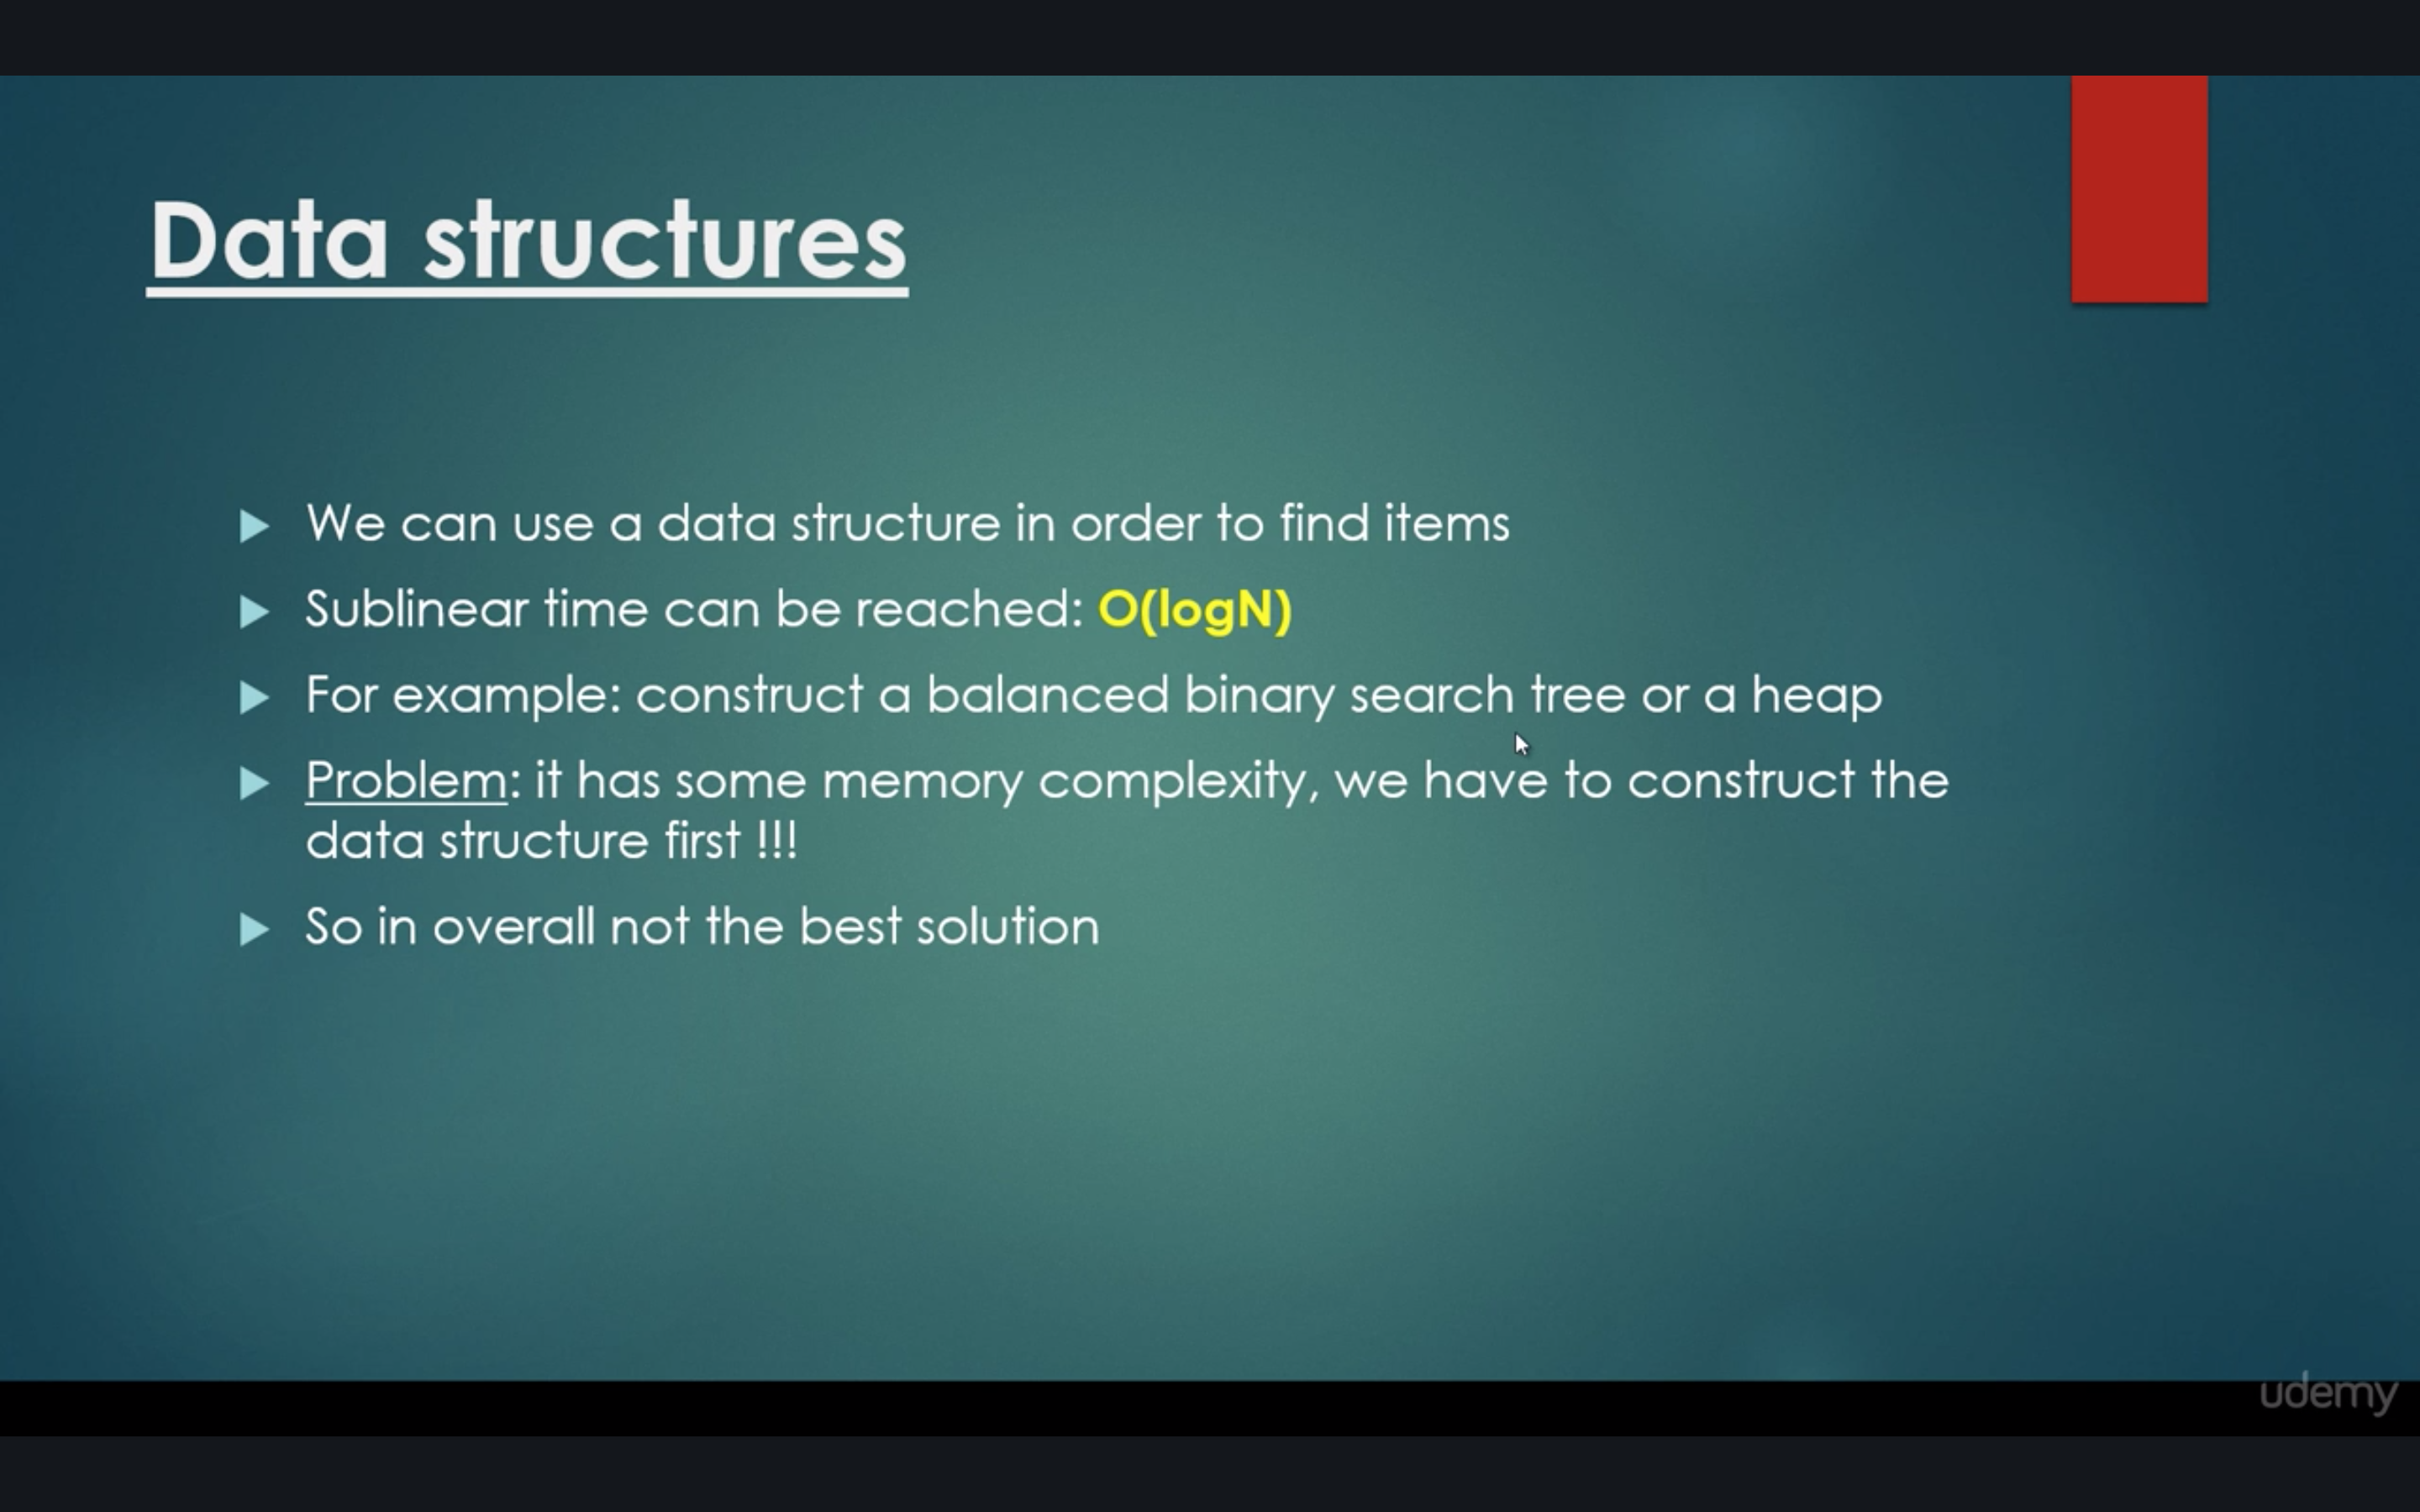 Data structures
We can use a data structure in order to find items
Sublinear time can be reached: O(logN)
For example: construct a balanced binary search tree or a heap
Problem: it has some memory complexity, we have to construct the
data structure first !!!
So in overall not the best solution
udemy